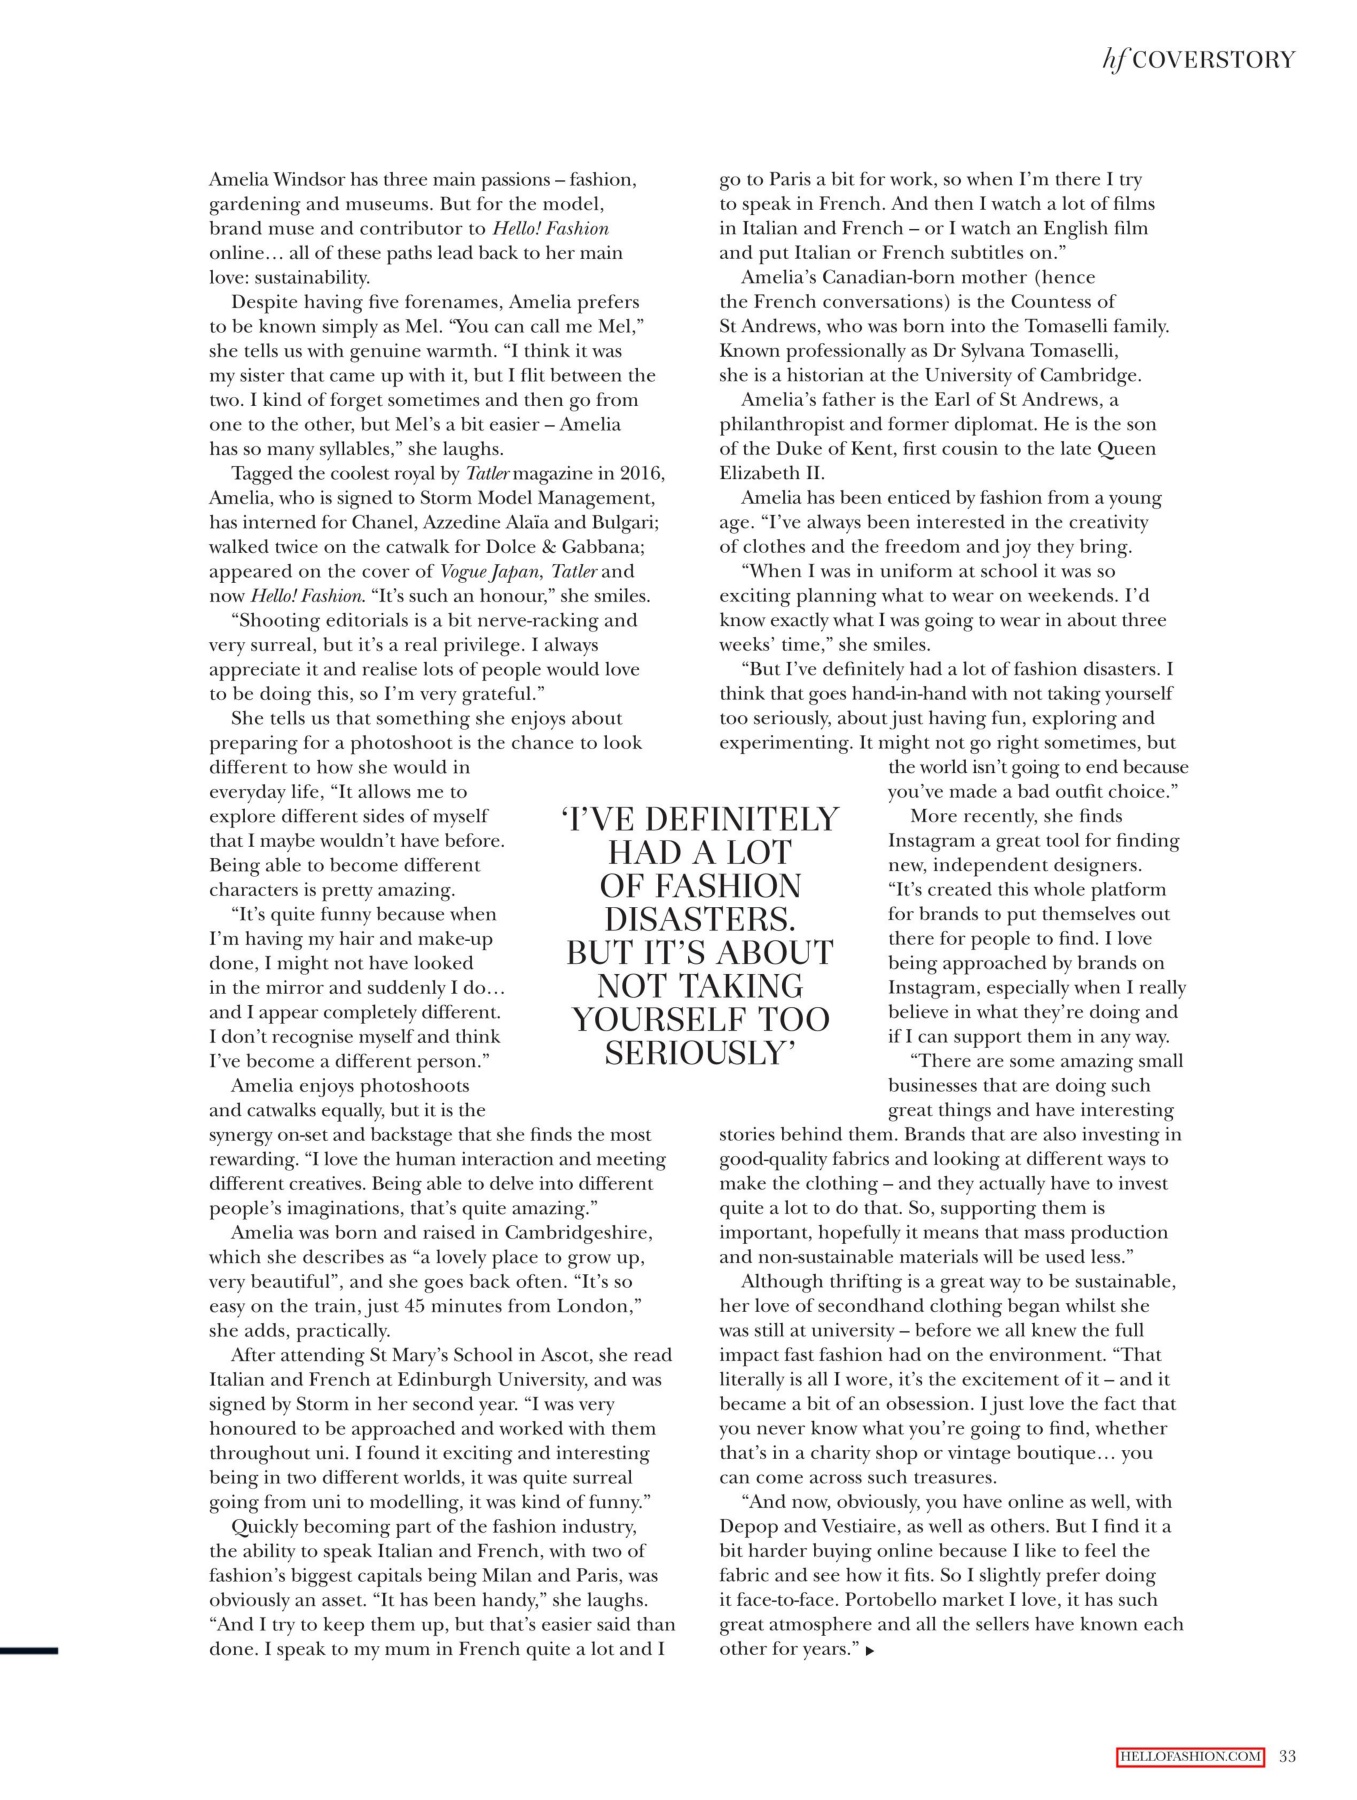 hf COVERSTORY
Amelia Windsor has three main passions – fashion,
gardening and museums. But for the model,
brand muse and contributor to Hello! Fashion
online… all of these paths lead back to her main
love: sustainability.
Despite having five forenames, Amelia prefers
to be known simply as Mel. “You can call me Mel,”
she tells us with genuine warmth. “I think it was
my sister that came up with it, but I flit between the
two. I kind of forget sometimes and then go from
one to the other, but Mel’s a bit easier – Amelia
has so many syllables,” she laughs.
Tagged the coolest royal by Tatler magazine in 2016,
Amelia, who is signed to Storm Model Management,
has interned for Chanel, Azzedine Alaïa and Bulgari;
walked twice on the catwalk for Dolce & Gabbana;
appeared on the cover of Vogue Japan, Tatler and
now Hello! Fashion. “It’s such an honour,” she smiles.
“Shooting editorials is a bit nerve-racking and
very surreal, but it’s a real privilege. I always
appreciate it and realise lots of people would love
to be doing this, so I’m very grateful.”
She tells us that something she enjoys about
preparing for a photoshoot is the chance to look
different to how she would in
everyday life, “It allows me to
explore different sides of myself
that I maybe wouldn’t have before.
Being able to become different
characters is pretty amazing.
“It’s quite funny because when
I’m having my hair and make-up
done, I might not have looked
in the mirror and suddenly I do…
and I appear completely different.
I don’t recognise myself and think
I’ve become a different person.”
Amelia enjoys photoshoots
and catwalks equally, but it is the
synergy on-set and backstage that she finds the most
rewarding. “I love the human interaction and meeting
different creatives. Being able to delve into different
people’s imaginations, that’s quite amazing.”
Amelia was born and raised in Cambridgeshire,
which she describes as “a lovely place to grow up,
very beautiful”, and she goes back often. “It’s so
easy on the train, just 45 minutes from London,”
she adds, practically.
After attending St Mary’s School in Ascot, she read
Italian and French at Edinburgh University, and was
signed by Storm in her second year. “I was very
honoured to be approached and worked with them
throughout uni. I found it exciting and interesting
being in two different worlds, it was quite surreal
going from uni to modelling, it was kind of funny.”
Quickly becoming part of the fashion industry,
the ability to speak Italian and French, with two of
fashion’s biggest capitals being Milan and Paris, was
obviously an asset. “It has been handy,” she laughs.
“And I try to keep them up, but that’s easier said than
done. I speak to my mum in French quite a lot and I
‘I’VE DEFINITELY
HAD A LOT
OF FASHION
DISASTERS.
BUT IT’S ABOUT
NOT TAKING
YOURSELF TOO
SERIOUSLY’
go to Paris a bit for work, so when I’m there I try
to speak in French. And then I watch a lot of films
in Italian and French – or I watch an English film
and put Italian or French subtitles on.”
Amelia’s Canadian-born mother (hence
the French conversations) is the Countess of
St Andrews, who was born into the Tomaselli family.
Known professionally as Dr Sylvana Tomaselli,
she is a historian at the University of Cambridge.
Amelia’s father is the Earl of St Andrews, a
philanthropist and former diplomat. He is the son
of the Duke of Kent, first cousin to the late Queen
Elizabeth II.
Amelia has been enticed by fashion from a young
age. “I’ve always been interested in the creativity
of clothes and the freedom and joy they bring.
“When I was in uniform at school it was so
exciting planning what to wear on weekends. I’d
know exactly what I was going to wear in about three
weeks’ time,” she smiles.
“But I’ve definitely had a lot of fashion disasters. I
think that goes hand-in-hand with not taking yourself
too seriously, about just having fun, exploring and
experimenting. It might not go right sometimes, but
the world isn’t going to end because
you’ve made a bad outfit choice.”
More recently, she finds
Instagram a great tool for finding
new, independent designers.
“It’s created this whole platform
for brands to put themselves out
there for people to find. I love
being approached by brands on
Instagram, especially when I really
believe in what they’re doing and
if I can support them in any way.
“There are some amazing small
businesses that are doing such
great things and have interesting
stories behind them. Brands that are also investing in
good-quality fabrics and looking at different ways to
make the clothing – and they actually have to invest
quite a lot to do that. So, supporting them is
important, hopefully it means that mass production
and non-sustainable materials will be used less.”
Although thrifting is a great way to be sustainable,
her love of secondhand clothing began whilst she
was still at university – before we all knew the full
impact fast fashion had on the environment. “That
literally is all I wore, it’s the excitement of it – and it
became a bit of an obsession. I just love the fact that
you never know what you’re going to find, whether
that’s in a charity shop or vintage boutique… you
can come across such treasures.
“And now, obviously, you have online as well, with
Depop and Vestiaire, as well as others. But I find it a
bit harder buying online because I like to feel the
fabric and see how it fits. So I slightly prefer doing
it face-to-face. Portobello market I love, it has such
great atmosphere and all the sellers have known each
other for years.” ▶
HELLOFASHION.COM 33